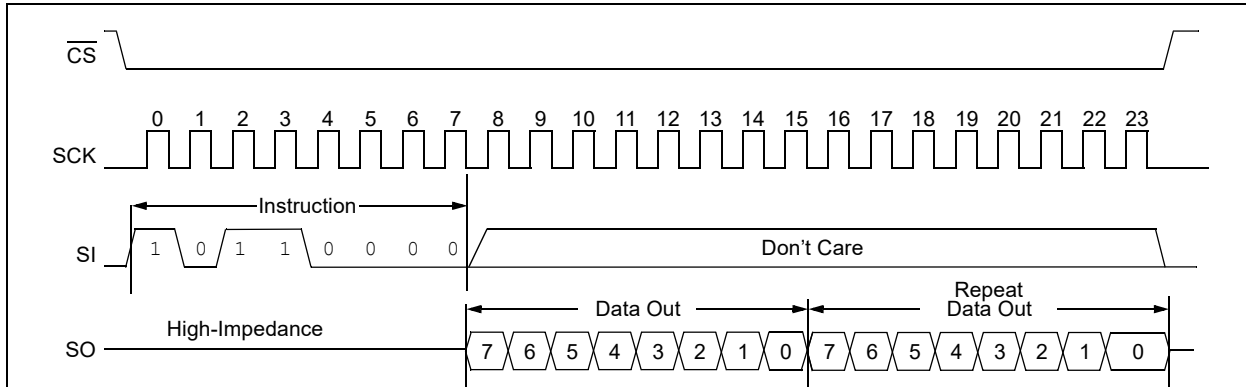 CS
0 1 2 3 4 5 6 7 8 9 10 11 12 13 14 15 16 17 18 19 20 21 22 23
SCK
Instruction
SI 1 0 1 1 0 0 0 0 Don't Care
Repeat
Data Out Data Out
High-Impedance
SO 7 6 5 4 3 2 1 0 7 6 5 4 3 2 1 0